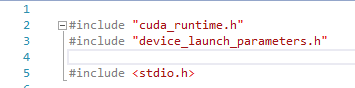 1
2 #include "cuda_runtime.h"
3 #include "device_launch_parameters.h"
4
5 #include <stdio.h>